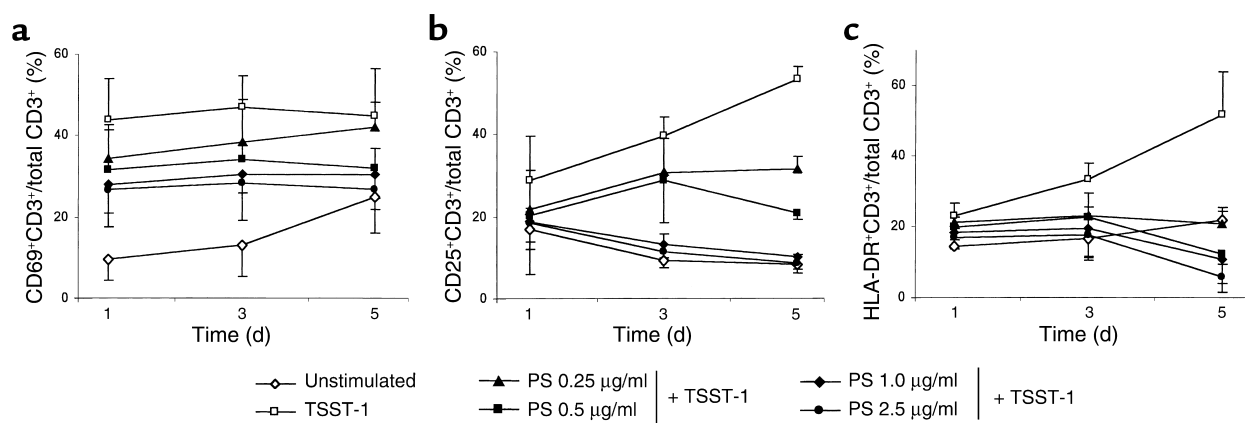 a
CD69⁺CD3⁺/total CD3⁺ (%)
60
40
20
0
1 3 5
Time (d)
b
CD25⁺CD3⁺/total CD3⁺ (%)
60
40
20
0
1 3 5
Time (d)
c
HLA-DR⁺CD3⁺/total CD3⁺ (%)
60
40
20
0
1 3 5
Time (d)
Unstimulated
TSST-1
PS 0.25 μg/ml
PS 0.5 μg/ml
+ TSST-1
PS 1.0 μg/ml
PS 2.5 μg/ml
+ TSST-1